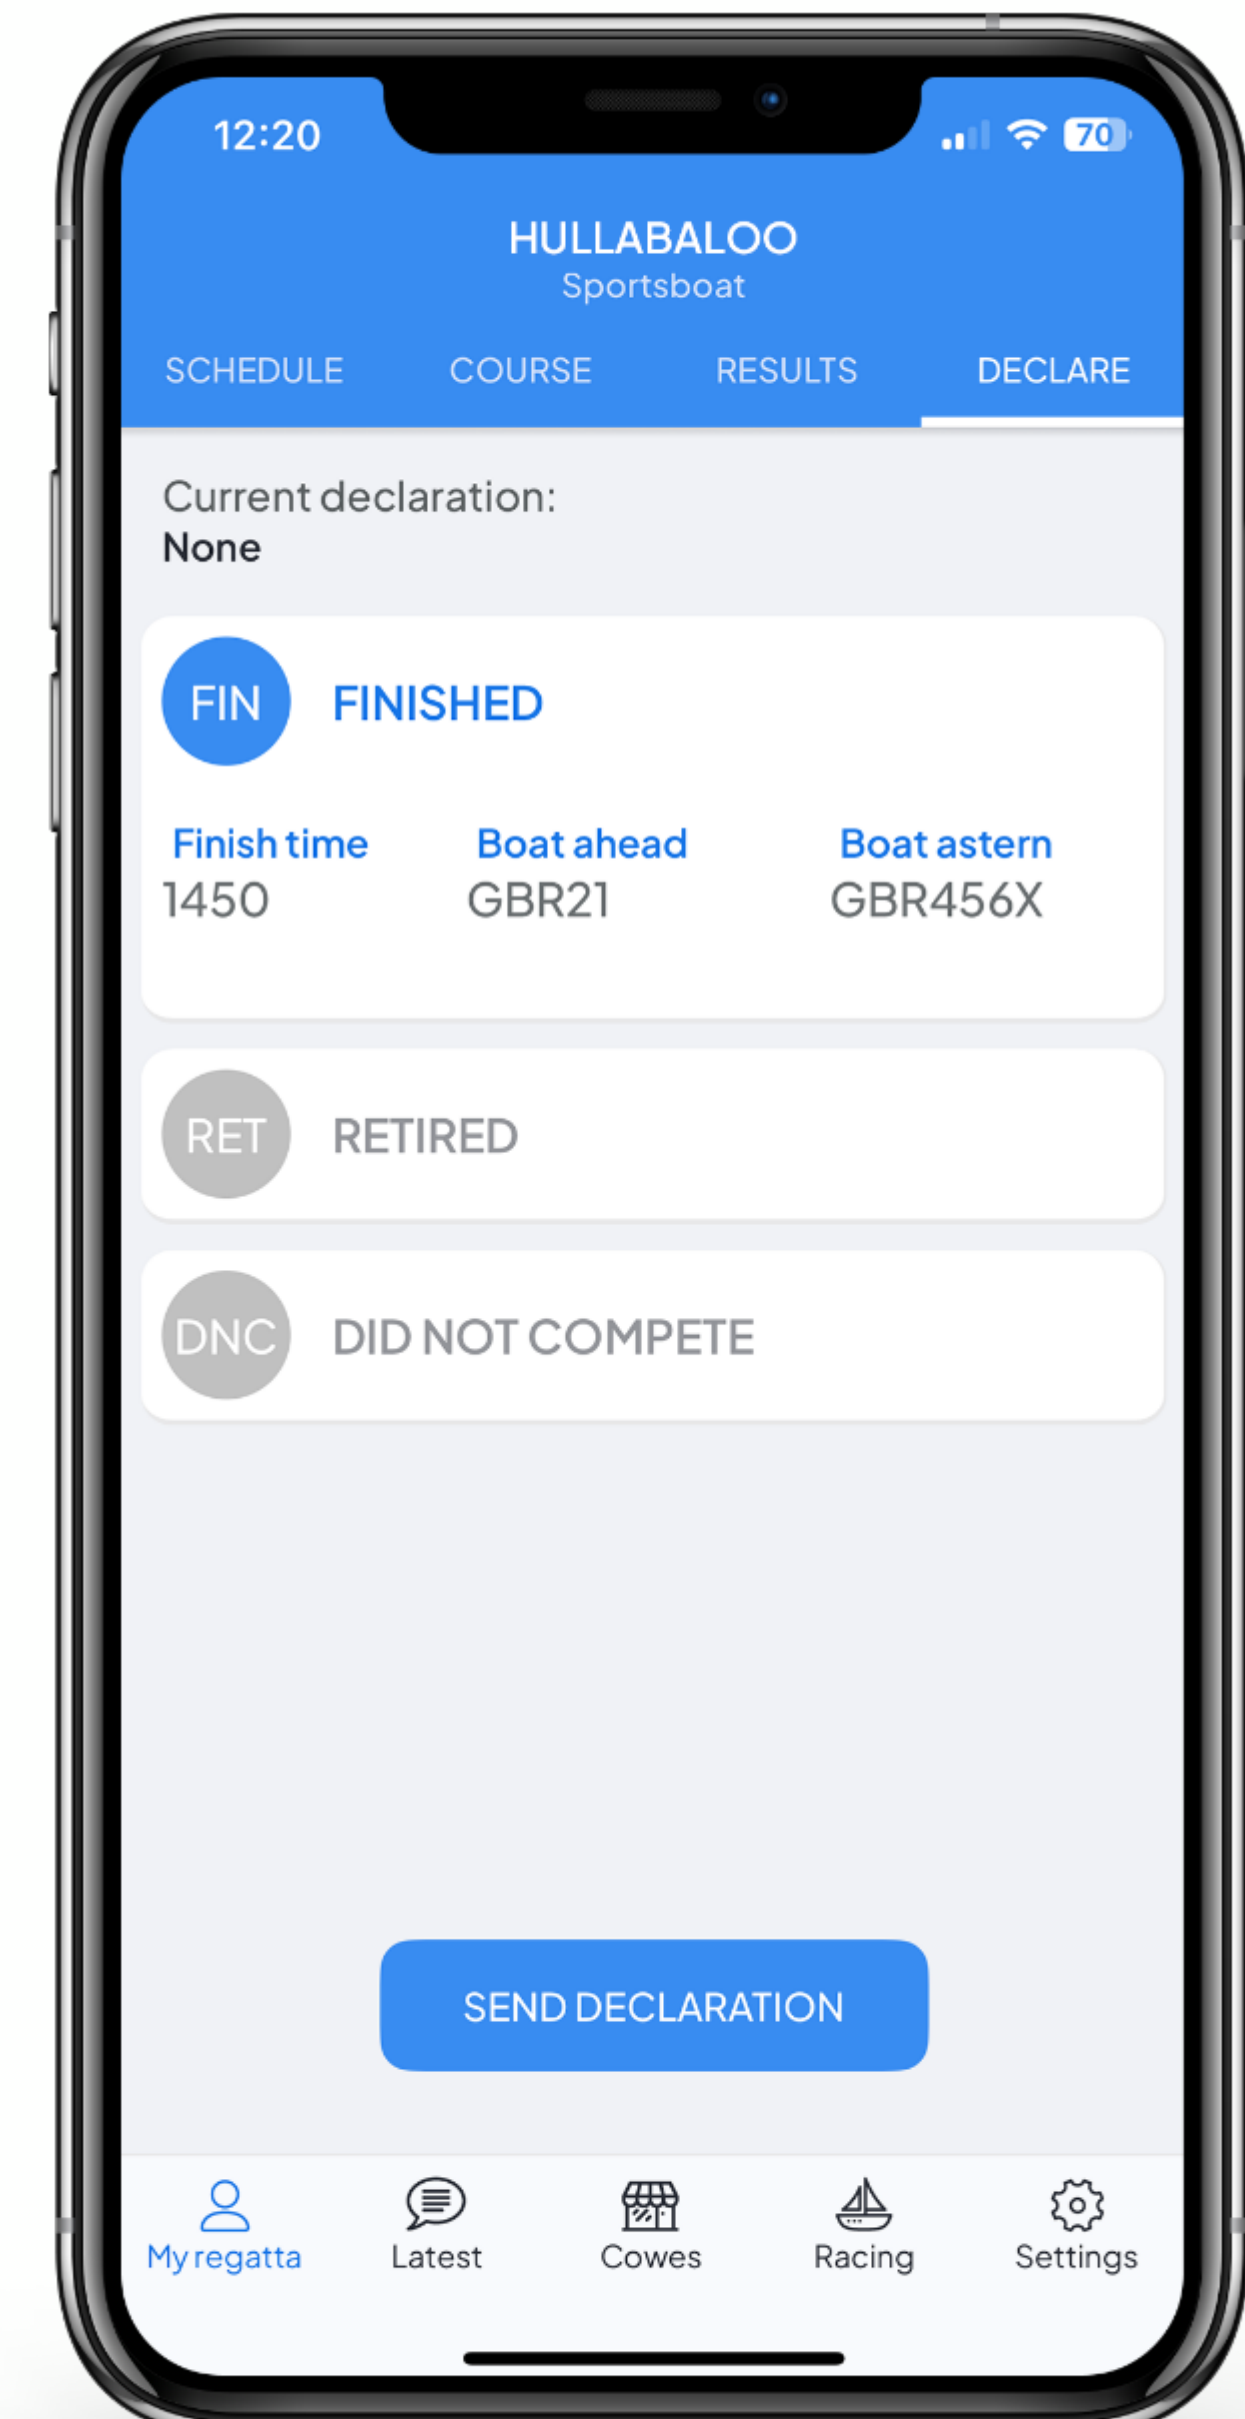 12:20 70
HULLABALOO
Sportsboat
SCHEDULE COURSE RESULTS DECLARE
Current declaration:
None
FIN FINISHED
Finish time Boat ahead Boat astern
1450 GBR21 GBR456X
RET RETIRED
DNC DID NOT COMPETE
SEND DECLARATION
My regatta Latest Cowes Racing Settings